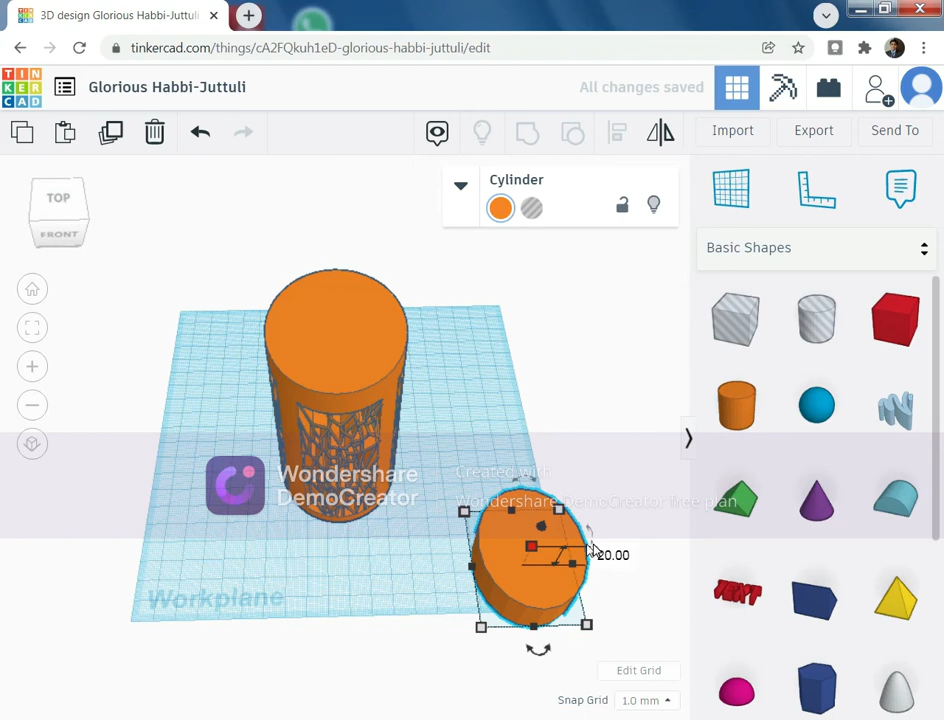 3D design Glorious Habbi-Juttuli
tinkercad.com/things/cA2FQkuh1eD-glorious-habbi-juttuli/edit
TIN
KER
CAD
Glorious Habbi-Juttuli
All changes saved
Import
Export
Send To
Cylinder
TOP
FRONT
Basic Shapes
Wondershare
DemoCreator
Created with
Wondershare DemoCreator free plan
20.00
Workplane
TEXT
Edit Grid
Snap Grid
1.0 mm